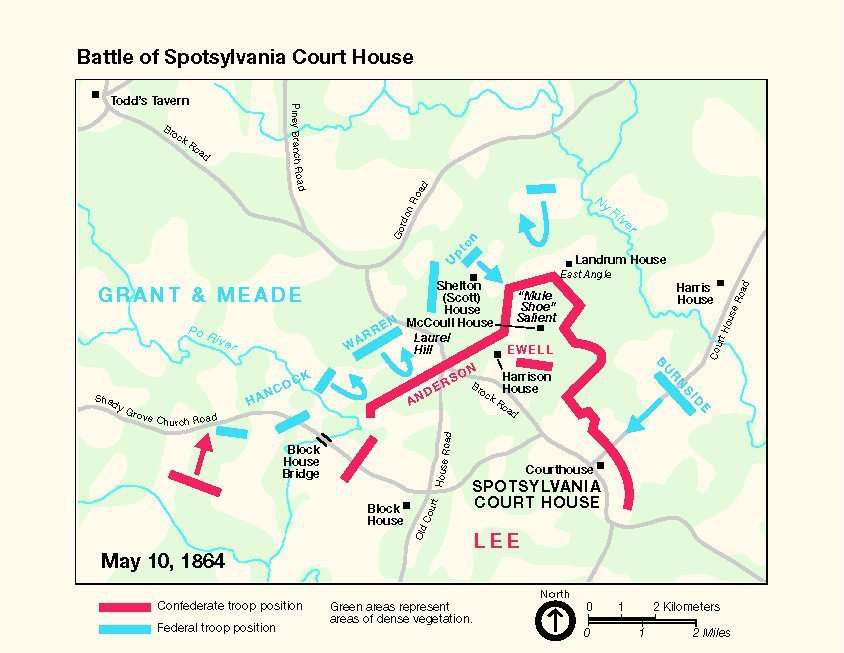 Battle of Spotsylvania Court House
Todd's Tavern
Brock Road
Piney Branch Road
Gordon Road
Ny River
Upton
Landrum House
East Angle
Harris
House
Court House Road
GRANT & MEADE
Shelton
(Scott)
House
"Mule
Shoe"
Salient
McCoull House
Laurel
Hill
WARREN
Po River
EWELL
ANDERSON
Harrison
House
Brock Road
BURNSIDE
HANCOCK
Shady Grove Church Road
Block
House
Bridge
Old Court House Road
Courthouse
SPOTSYLVANIA
COURT HOUSE
Block
House
LEE
May 10, 1864
Confederate troop position
Federal troop position
Green areas represent
areas of dense vegetation.
North
0 1 2 Kilometers
0 1 2 Miles